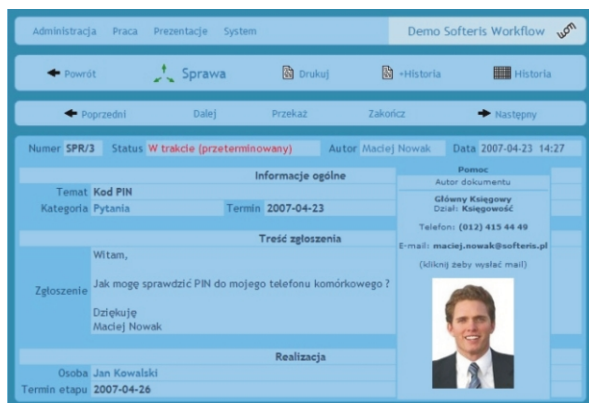 Administracja Praca Prezentacje System Demo Softeris Workflow
Powrót Sprawa Drukuj +Historia Historia
Poprzedni Dalej Przekaż Zakończ Następny
Numer SPR/3 Status W trakcie (przeterminowany) Autor Maciej Nowak Data 2007-04-23 14:27
Informacje ogólne
Temat Kod PIN
Kategoria Pytania Termin 2007-04-23
Treść zgłoszenia
Witam,
Zgłoszenie Jak mogę sprawdzić PIN do mojego telefonu komórkowego ?
Dziękuję
Maciej Nowak
Realizacja
Osoba Jan Kowalski
Termin etapu 2007-04-26
Pomoc
Autor dokumentu
Główny Księgowy
Dział: Księgowość
Telefon: (012) 415 44 49
E-mail: maciej.nowak@softeris.pl
(kliknij żeby wysłać mail)